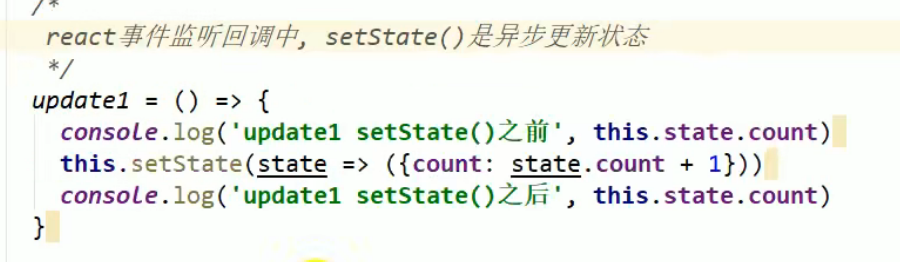 /*
react事件监听回调中, setState()是异步更新状态
*/
update1 = () => {
console.log('update1 setState()之前', this.state.count)
this.setState(state => ({count: state.count + 1}))
console.log('update1 setState()之后', this.state.count)
}